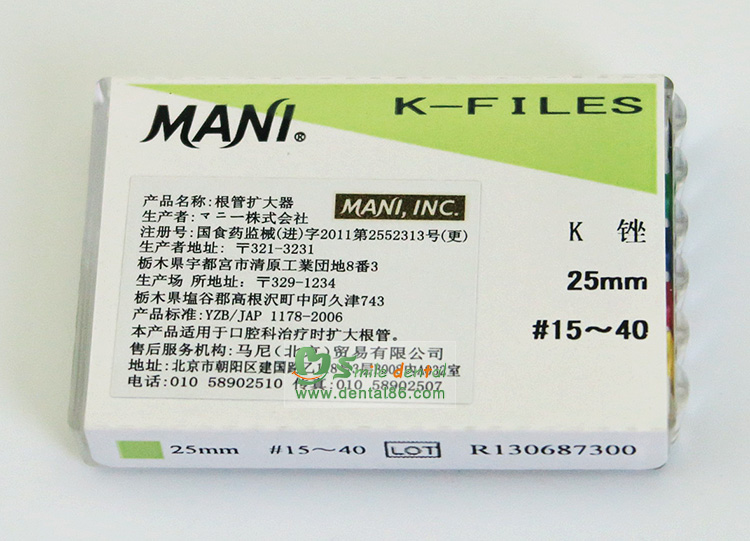 MANI®
K-FILES
产品名称:根管扩大器
MANI, INC.
生产者:マニー株式会社
注册号:国食药监械(进)字2011第2552313号(更)
生产者地址: 〒321-3231
栃木県宇都宮市清原工業団地8番3
生产场 所地址: 〒329-1234
栃木県塩谷郡高根沢町中阿久津743
产品标准:YZB/JAP 1178-2006
本产品适用于口腔科治疗时扩大根管。
售后服务机构:马尼(北京)贸易有限公司
地址:北京市朝阳区建国路
电话:010 58902510 传真:010 58902507
K 锉
25mm
#15~40
Smile dental
www.dental86.com
25mm #15~40 LOT R130687300